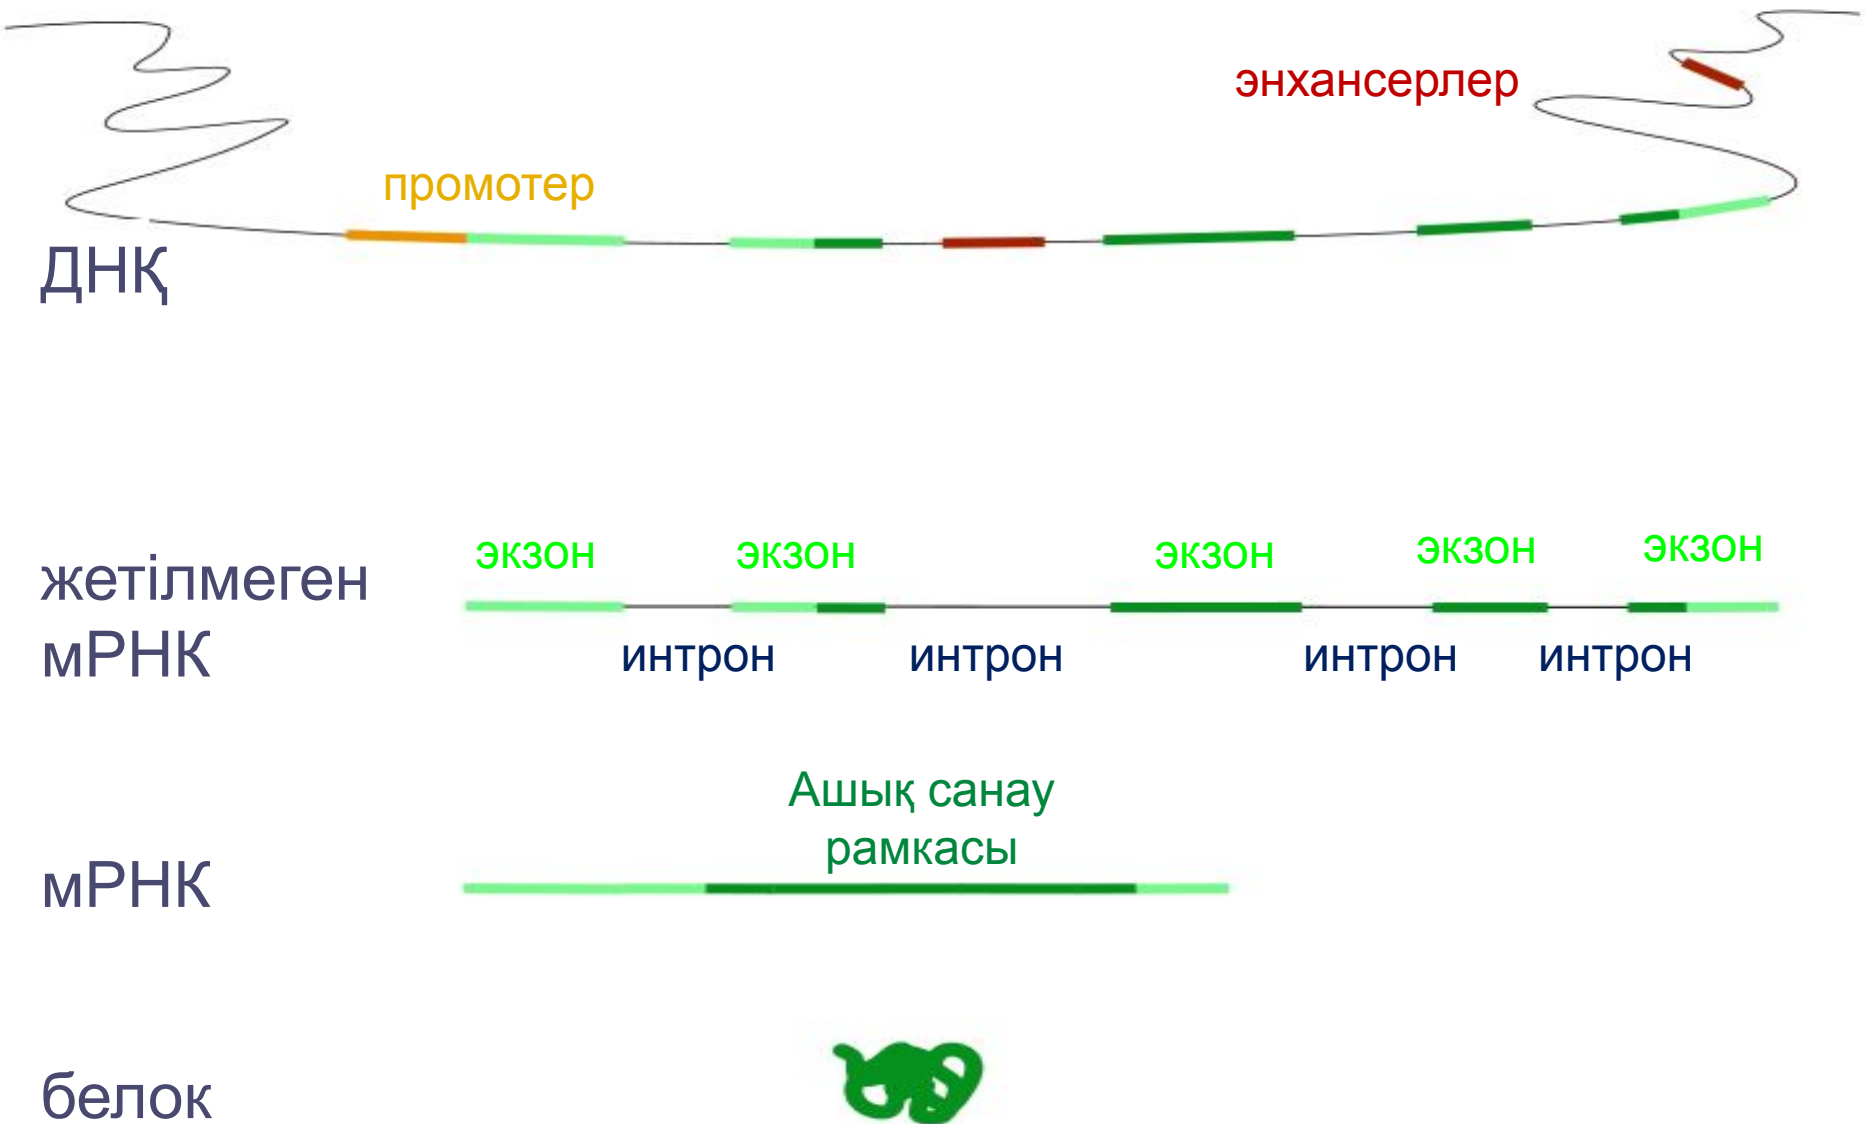 энхансерлер
промотер
ДНҚ
экзон экзон экзон экзон экзон
жетілмеген
мРНК
интрон интрон интрон интрон
Ашық санау
рамкасы
мРНК
белок